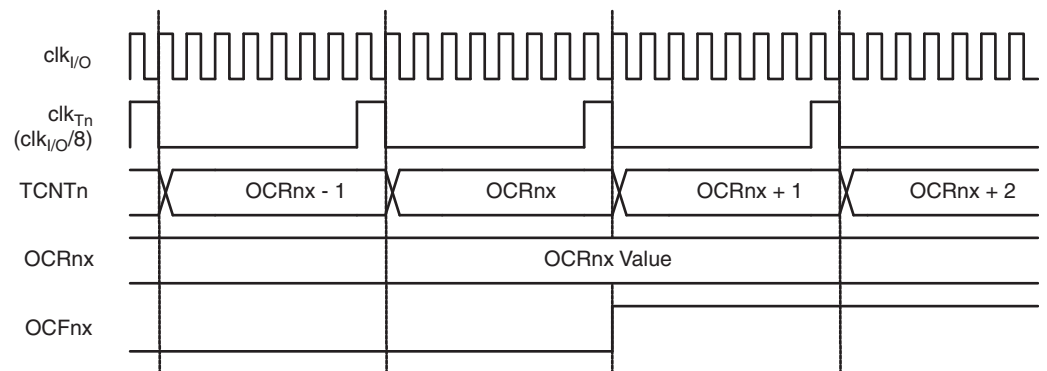 clkI/O
clkTn
(clkI/O/8)
TCNTn
OCRnx - 1
OCRnx
OCRnx + 1
OCRnx + 2
OCRnx
OCRnx Value
OCFnx